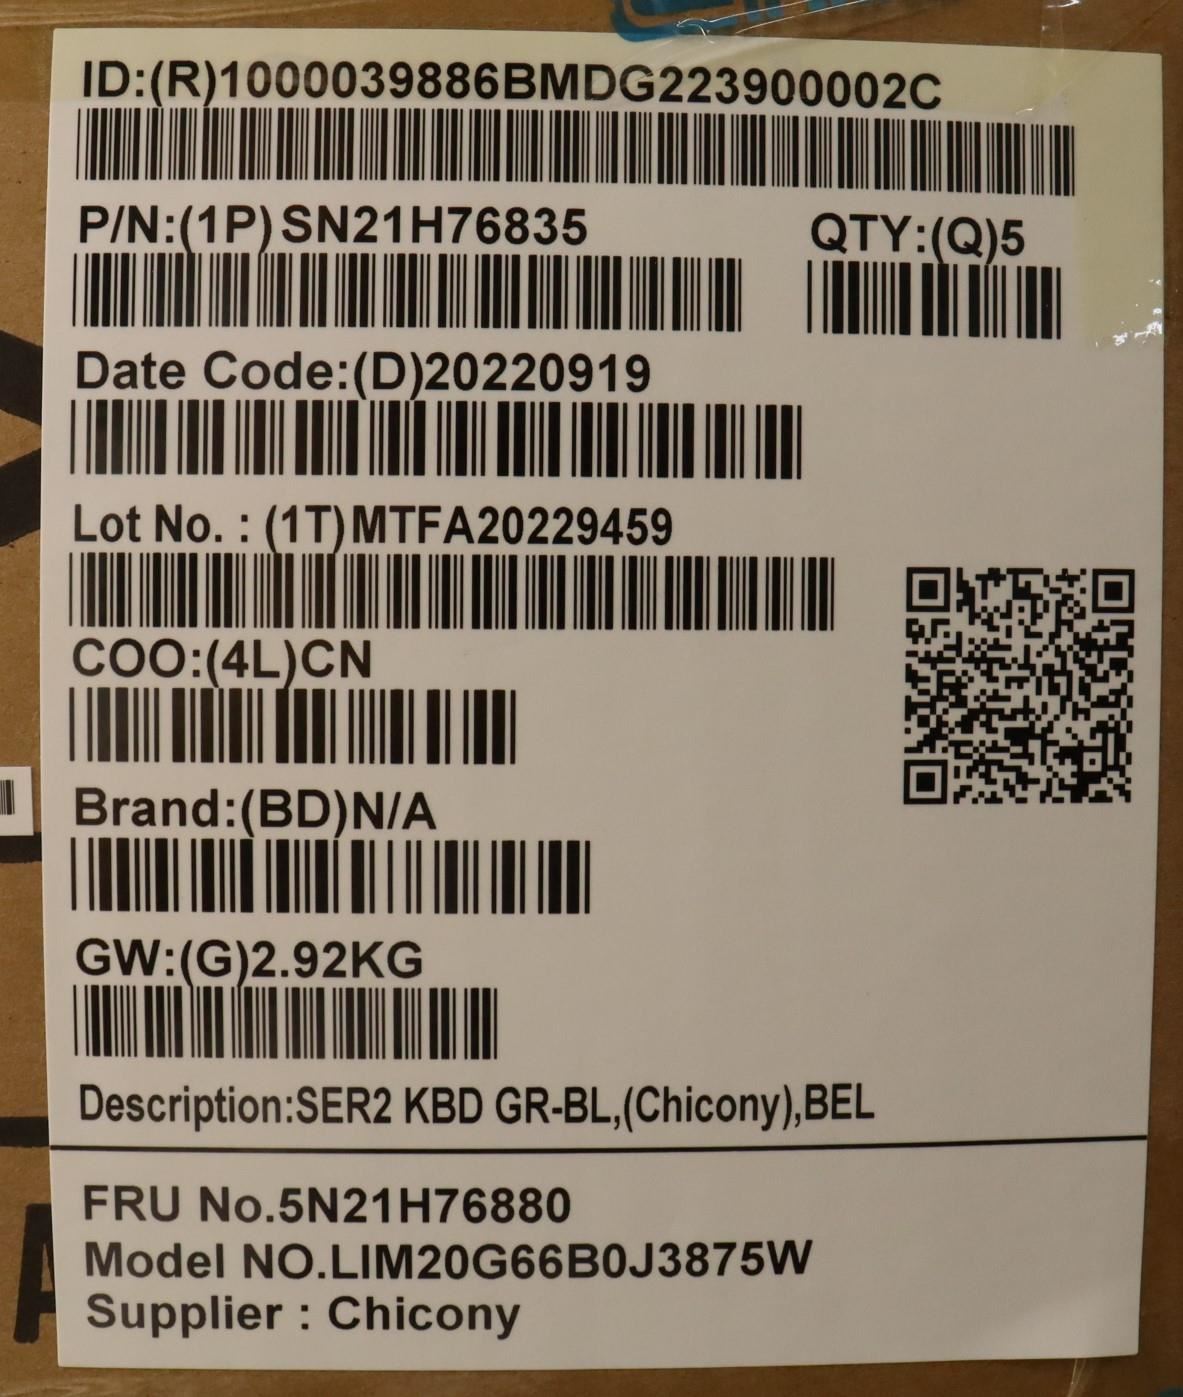 ID:(R)1000039886BMDG223900002C
P/N:(1P)SN21H76835 QTY:(Q)5
Date Code:(D)20220919
Lot No. : (1T)MTFA20229459
COO:(4L)CN
Brand:(BD)N/A
GW:(G)2.92KG
Description:SER2 KBD GR-BL,(Chicony),BEL
FRU No.5N21H76880
Model NO.LIM20G66B0J3875W
Supplier : Chicony